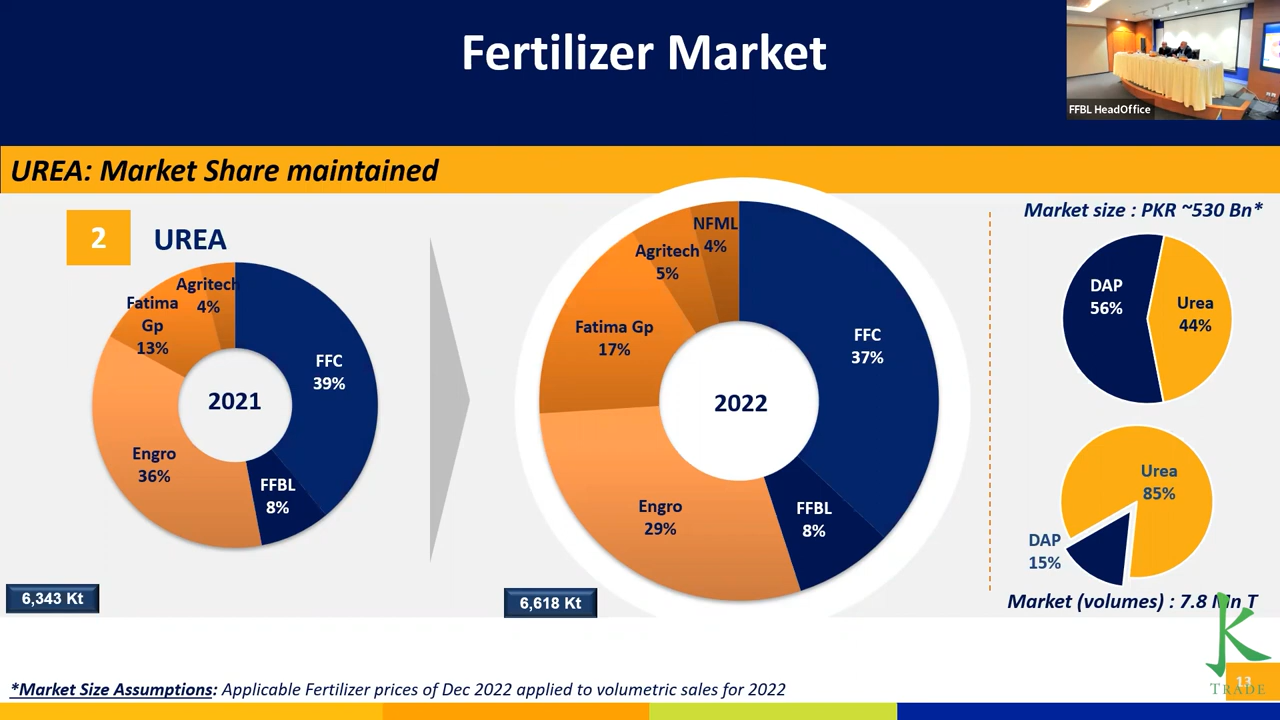 Fertilizer Market
FFBL HeadOffice
UREA: Market Share maintained
2
UREA
Agritech
4%
Fatima
Gp
13%
FFC
39%
2021
Engro
36%
FFBL
8%
6,343 Kt
NFML
4%
Agritech
5%
Fatima Gp
17%
FFC
37%
2022
Engro
29%
FFBL
8%
6,618 Kt
Market size : PKR ~530 Bn*
DAP
56%
Urea
44%
Urea
85%
DAP
15%
Market (volumes) : 7.8 Mn T
K
TRADE
13
*Market Size Assumptions: Applicable Fertilizer prices of Dec 2022 applied to volumetric sales for 2022